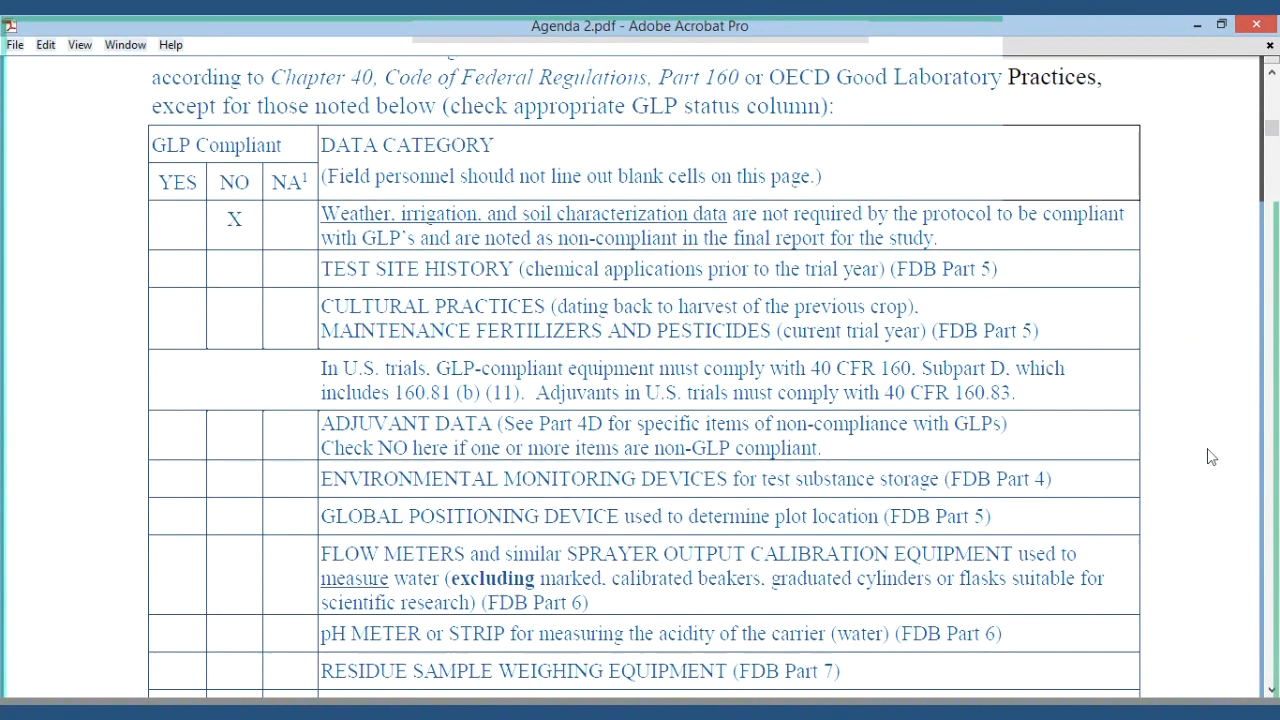 Agenda 2.pdf - Adobe Acrobat Pro
File Edit View Window Help
according to Chapter 40, Code of Federal Regulations, Part 160 or OECD Good Laboratory Practices,
except for those noted below (check appropriate GLP status column):
GLP Compliant
DATA CATEGORY
(Field personnel should not line out blank cells on this page.)
YES NO NA¹
X
Weather, irrigation, and soil characterization data are not required by the protocol to be compliant
with GLP's and are noted as non-compliant in the final report for the study.
TEST SITE HISTORY (chemical applications prior to the trial year) (FDB Part 5)
CULTURAL PRACTICES (dating back to harvest of the previous crop).
MAINTENANCE FERTILIZERS AND PESTICIDES (current trial year) (FDB Part 5)
In U.S. trials, GLP-compliant equipment must comply with 40 CFR 160, Subpart D, which
includes 160.81 (b) (11). Adjuvants in U.S. trials must comply with 40 CFR 160.83.
ADJUVANT DATA (See Part 4D for specific items of non-compliance with GLPs)
Check NO here if one or more items are non-GLP compliant.
ENVIRONMENTAL MONITORING DEVICES for test substance storage (FDB Part 4)
GLOBAL POSITIONING DEVICE used to determine plot location (FDB Part 5)
FLOW METERS and similar SPRAYER OUTPUT CALIBRATION EQUIPMENT used to
measure water (excluding marked, calibrated beakers, graduated cylinders or flasks suitable for
scientific research) (FDB Part 6)
pH METER or STRIP for measuring the acidity of the carrier (water) (FDB Part 6)
RESIDUE SAMPLE WEIGHING EQUIPMENT (FDB Part 7)